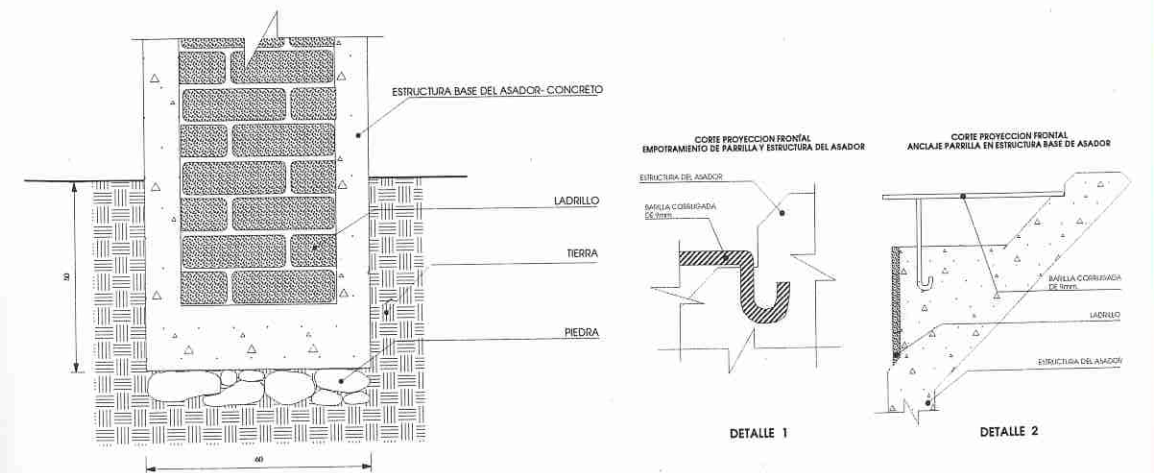 ESTRUCTURA BASE DEL ASADOR- CONCRETO
LADRILLO
TIERRA
PIEDRA
60
CORTE PROYECCION FRONTAL
EMPOTRAMIENTO DE PARRILLA Y ESTRUCTURA DEL ASADOR
ESTRUCTURA DEL ASADOR
BARILLA CORRUGADA
DE 9mm.
DETALLE 1
CORTE PROYECCION FRONTAL
ANCLAJE PARRILLA EN ESTRUCTURA BASE DE ASADOR
BARILLA CORRUGADA
DE 9mm.
LADRILLO
ESTRUCTURA DEL ASADOR
DETALLE 2